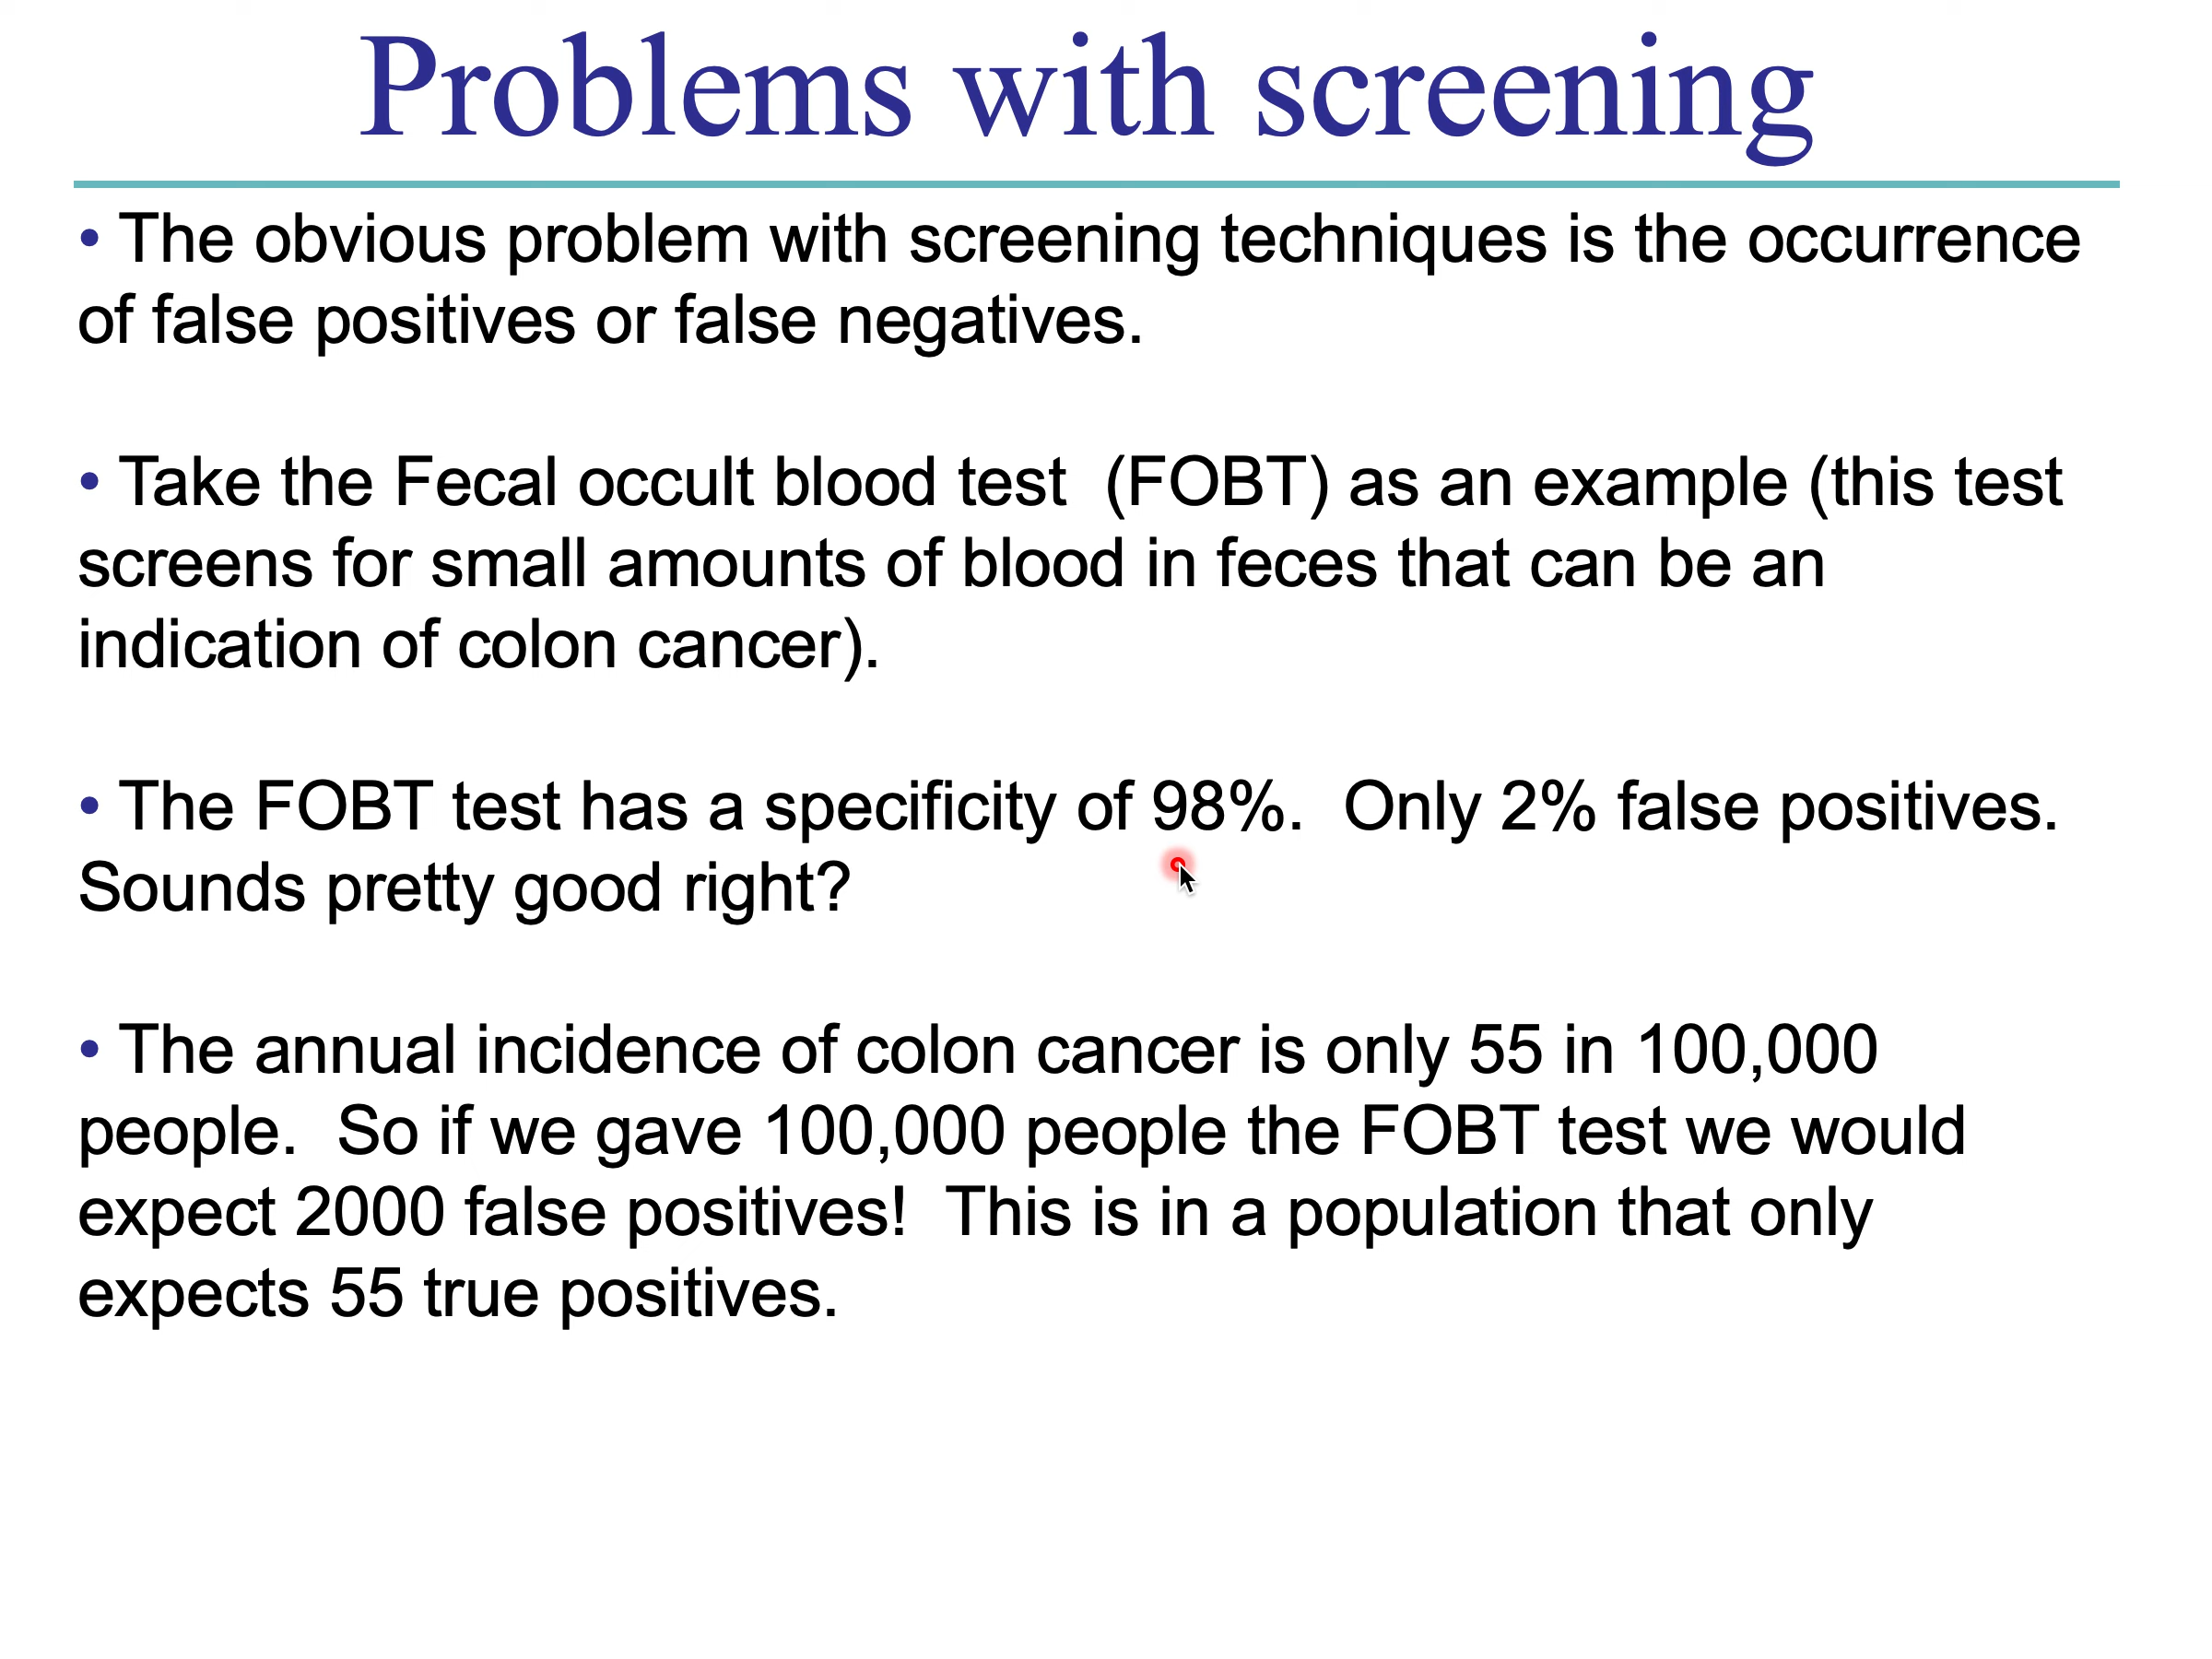 Problems with screening
• The obvious problem with screening techniques is the occurrence
of false positives or false negatives.
• Take the Fecal occult blood test  (FOBT) as an example (this test
screens for small amounts of blood in feces that can be an
indication of colon cancer).
• The FOBT test has a specificity of 98%.  Only 2% false positives.
Sounds pretty good right?
• The annual incidence of colon cancer is only 55 in 100,000
people.  So if we gave 100,000 people the FOBT test we would
expect 2000 false positives!  This is in a population that only
expects 55 true positives.